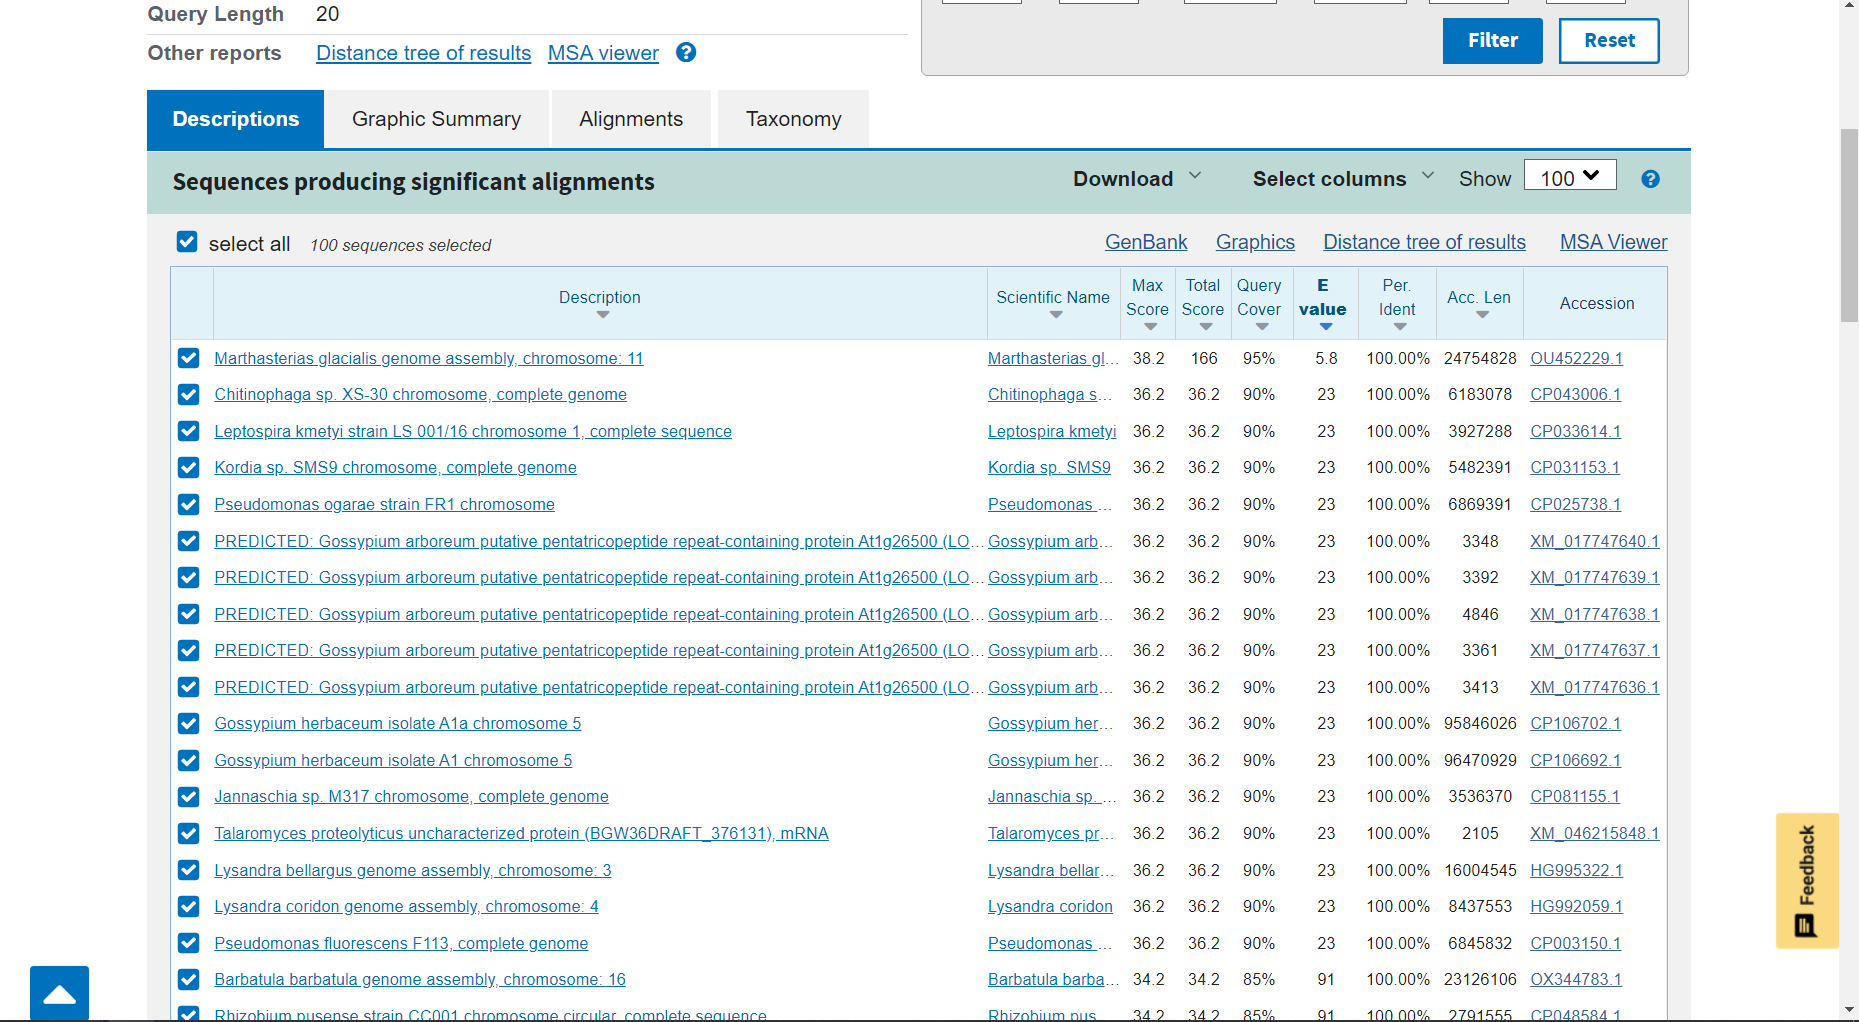 Query Length 20
Filter Reset
Other reports Distance tree of results MSA viewer ?
Descriptions Graphic Summary Alignments Taxonomy
Sequences producing significant alignments Download Select columns Show 100 ?
select all 100 sequences selected GenBank Graphics Distance tree of results MSA Viewer
Description Scientific Name Max Score Total Score Query Cover E value Per. Ident Acc. Len Accession
Marthasterias glacialis genome assembly, chromosome: 11 Marthasterias gl... 38.2 166 95% 5.8 100.00% 24754828 OU452229.1
Chitinophaga sp. XS-30 chromosome, complete genome Chitinophaga s... 36.2 36.2 90% 23 100.00% 6183078 CP043006.1
Leptospira kmetyi strain LS 001/16 chromosome 1, complete sequence Leptospira kmetyi 36.2 36.2 90% 23 100.00% 3927288 CP033614.1
Kordia sp. SMS9 chromosome, complete genome Kordia sp. SMS9 36.2 36.2 90% 23 100.00% 5482391 CP031153.1
Pseudomonas ogarae strain FR1 chromosome Pseudomonas ... 36.2 36.2 90% 23 100.00% 6869391 CP025738.1
PREDICTED: Gossypium arboreum putative pentatricopeptide repeat-containing protein At1g26500 (LO... Gossypium arb... 36.2 36.2 90% 23 100.00% 3348 XM_017747640.1
PREDICTED: Gossypium arboreum putative pentatricopeptide repeat-containing protein At1g26500 (LO... Gossypium arb... 36.2 36.2 90% 23 100.00% 3392 XM_017747639.1
PREDICTED: Gossypium arboreum putative pentatricopeptide repeat-containing protein At1g26500 (LO... Gossypium arb... 36.2 36.2 90% 23 100.00% 4846 XM_017747638.1
PREDICTED: Gossypium arboreum putative pentatricopeptide repeat-containing protein At1g26500 (LO... Gossypium arb... 36.2 36.2 90% 23 100.00% 3361 XM_017747637.1
PREDICTED: Gossypium arboreum putative pentatricopeptide repeat-containing protein At1g26500 (LO... Gossypium arb... 36.2 36.2 90% 23 100.00% 3413 XM_017747636.1
Gossypium herbaceum isolate A1a chromosome 5 Gossypium her... 36.2 36.2 90% 23 100.00% 95846026 CP106702.1
Gossypium herbaceum isolate A1 chromosome 5 Gossypium her... 36.2 36.2 90% 23 100.00% 96470929 CP106692.1
Jannaschia sp. M317 chromosome, complete genome Jannaschia sp. ... 36.2 36.2 90% 23 100.00% 3536370 CP081155.1
Talaromyces proteolyticus uncharacterized protein (BGW36DRAFT_376131), mRNA Talaromyces pr... 36.2 36.2 90% 23 100.00% 2105 XM_046215848.1
Lysandra bellargus genome assembly, chromosome: 3 Lysandra bellar... 36.2 36.2 90% 23 100.00% 16004545 HG995322.1
Lysandra coridon genome assembly, chromosome: 4 Lysandra coridon 36.2 36.2 90% 23 100.00% 8437553 HG992059.1
Pseudomonas fluorescens F113, complete genome Pseudomonas ... 36.2 36.2 90% 23 100.00% 6845832 CP003150.1
Barbatula barbatula genome assembly, chromosome: 16 Barbatula barba... 34.2 34.2 85% 91 100.00% 23126106 OX344783.1
Rhizobium pusense strain CC001 chromosome circular, complete sequence Rhizobium pus... 34.2 34.2 85% 91 100.00% 2791555 CP048584.1
Feedback